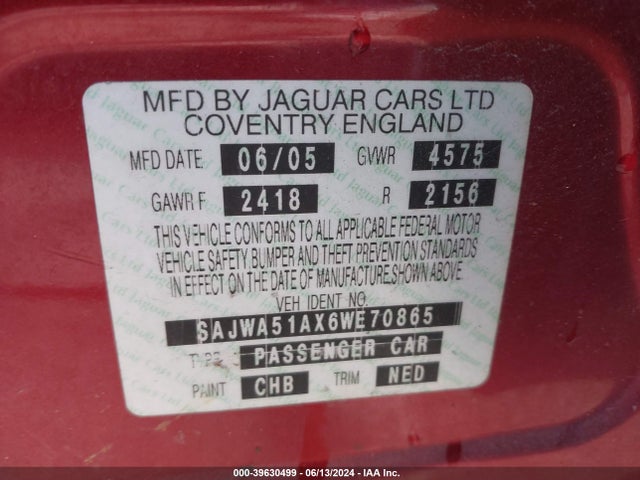 MFD BY JAGUAR CARS LTD
COVENTRY ENGLAND
MFD DATE 06/05 GVWR 4575
GAWR F 2418 R 2156
THIS VEHICLE CONFORMS TO ALL APPLICABLE FEDERAL MOTOR
VEHICLE SAFETY BUMPER AND THEFT PREVENTION STANDARDS
IN EFFECT ON THE DATE OF MANUFACTURE SHOWN ABOVE
VEH IDENT NO.
SAJWA51AX6WE70865
TYPE PASSENGER CAR
PAINT CHB TRIM NED
000-39630499 - 06/13/2024 - IAA Inc.